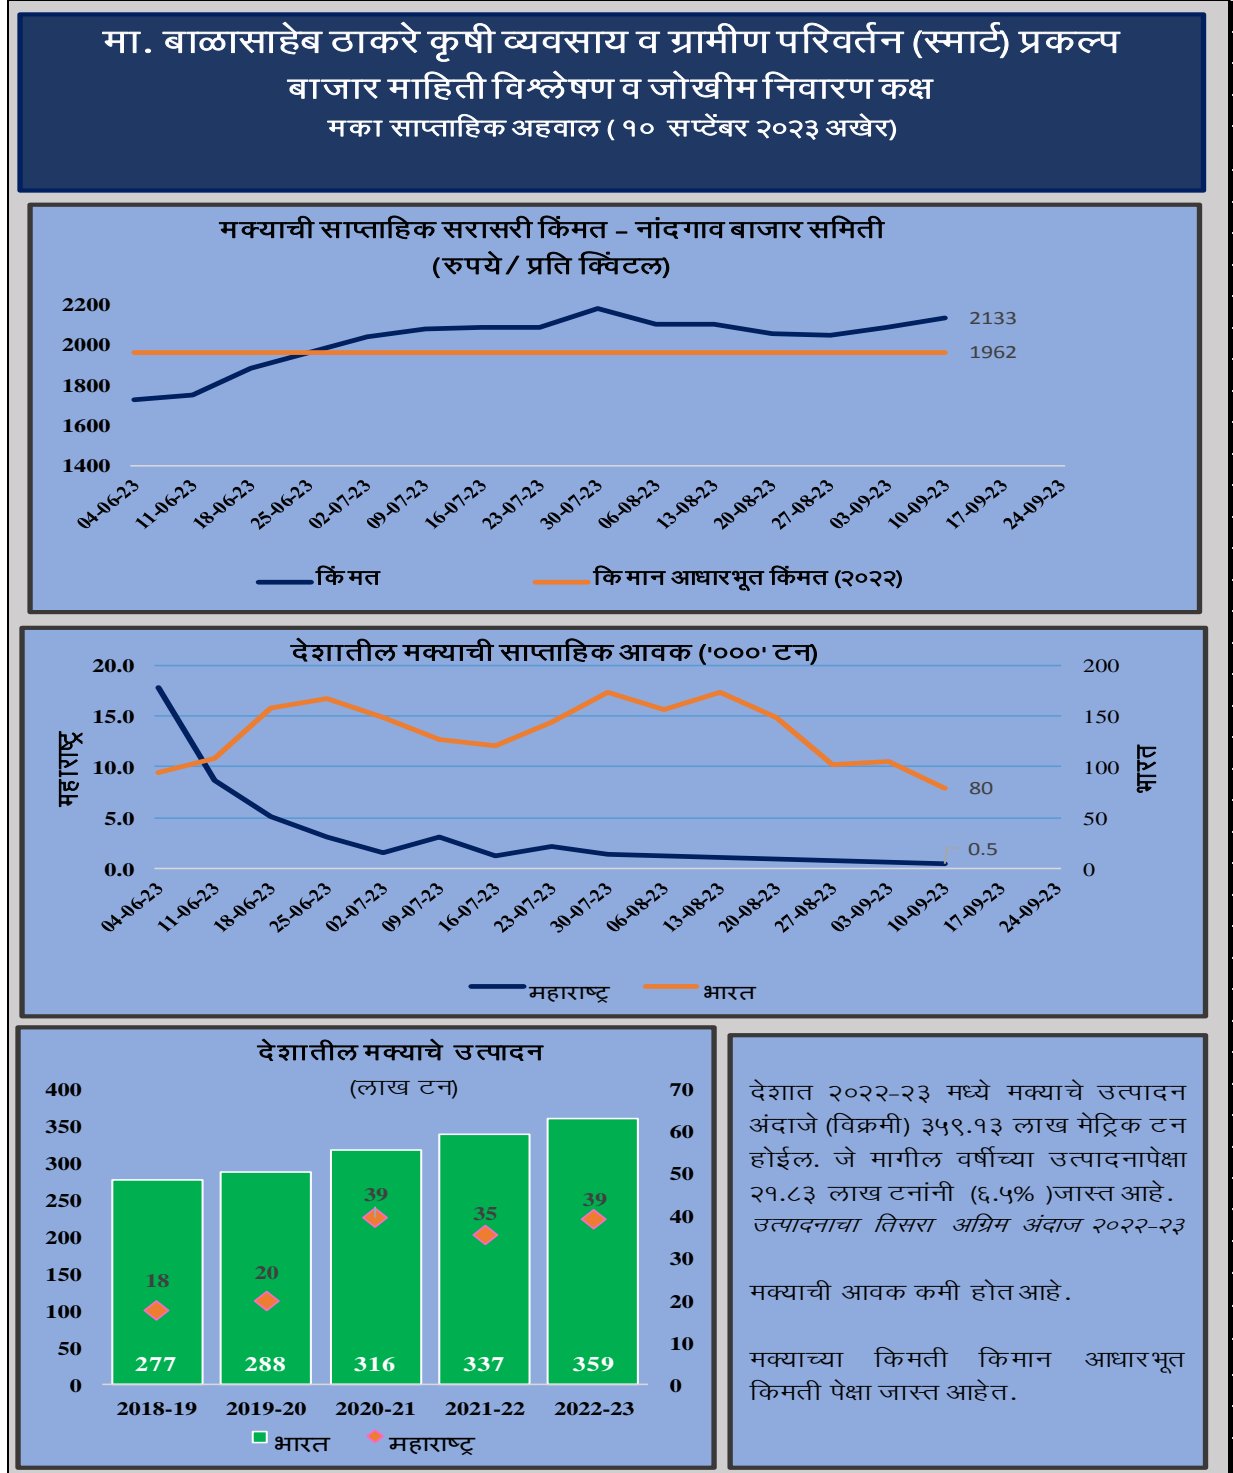 मा. बाळासाहेब ठाकरे कृषी व्यवसाय व ग्रामीण परिवर्तन (स्मार्ट) प्रकल्प
बाजार माहिती विश्लेषण व जोखीम निवारण कक्ष
मका साप्ताहिक अहवाल ( १० सप्टेंबर २०२३ अखेर)
मक्याची साप्ताहिक सरासरी किंमत – नांदगाव बाजार समिती
(रुपये / प्रति क्विंटल)
2200
2000
1800
1600
1400
2133
1962
04-06-23 11-06-23 18-06-23 25-06-23 02-07-23 09-07-23 16-07-23 23-07-23 30-07-23 06-08-23 13-08-23 20-08-23 27-08-23 03-09-23 10-09-23 17-09-23 24-09-23
किंमत किमान आधारभूत किंमत (२०२२)
देशातील मक्याची साप्ताहिक आवक ('०००' टन)
महाराष्ट्र
20.0
15.0
10.0
5.0
0.0
80
0.5
200
150
100
50
0
भारत
04-06-23 11-06-23 18-06-23 25-06-23 02-07-23 09-07-23 16-07-23 23-07-23 30-07-23 06-08-23 13-08-23 20-08-23 27-08-23 03-09-23 10-09-23 17-09-23 24-09-23
महाराष्ट्र भारत
देशातील मक्याचे उत्पादन
(लाख टन)
400
350
300
250
200
150
100
50
0
18 20 39 35 39
277 288 316 337 359
70
60
50
40
30
20
10
0
2018-19 2019-20 2020-21 2021-22 2022-23
भारत महाराष्ट्र
देशात २०२२-२३ मध्ये मक्याचे उत्पादन
अंदाजे (विक्रमी) ३५९.१३ लाख मेट्रिक टन
होईल. जे मागील वर्षीच्या उत्पादनापेक्षा
२१.८३ लाख टनांनी (६.५% )जास्त आहे.
उत्पादनाचा तिसरा अग्रिम अंदाज २०२२-२३
मक्याची आवक कमी होत आहे.
मक्याच्या किमती किमान आधारभूत
किमती पेक्षा जास्त आहेत.